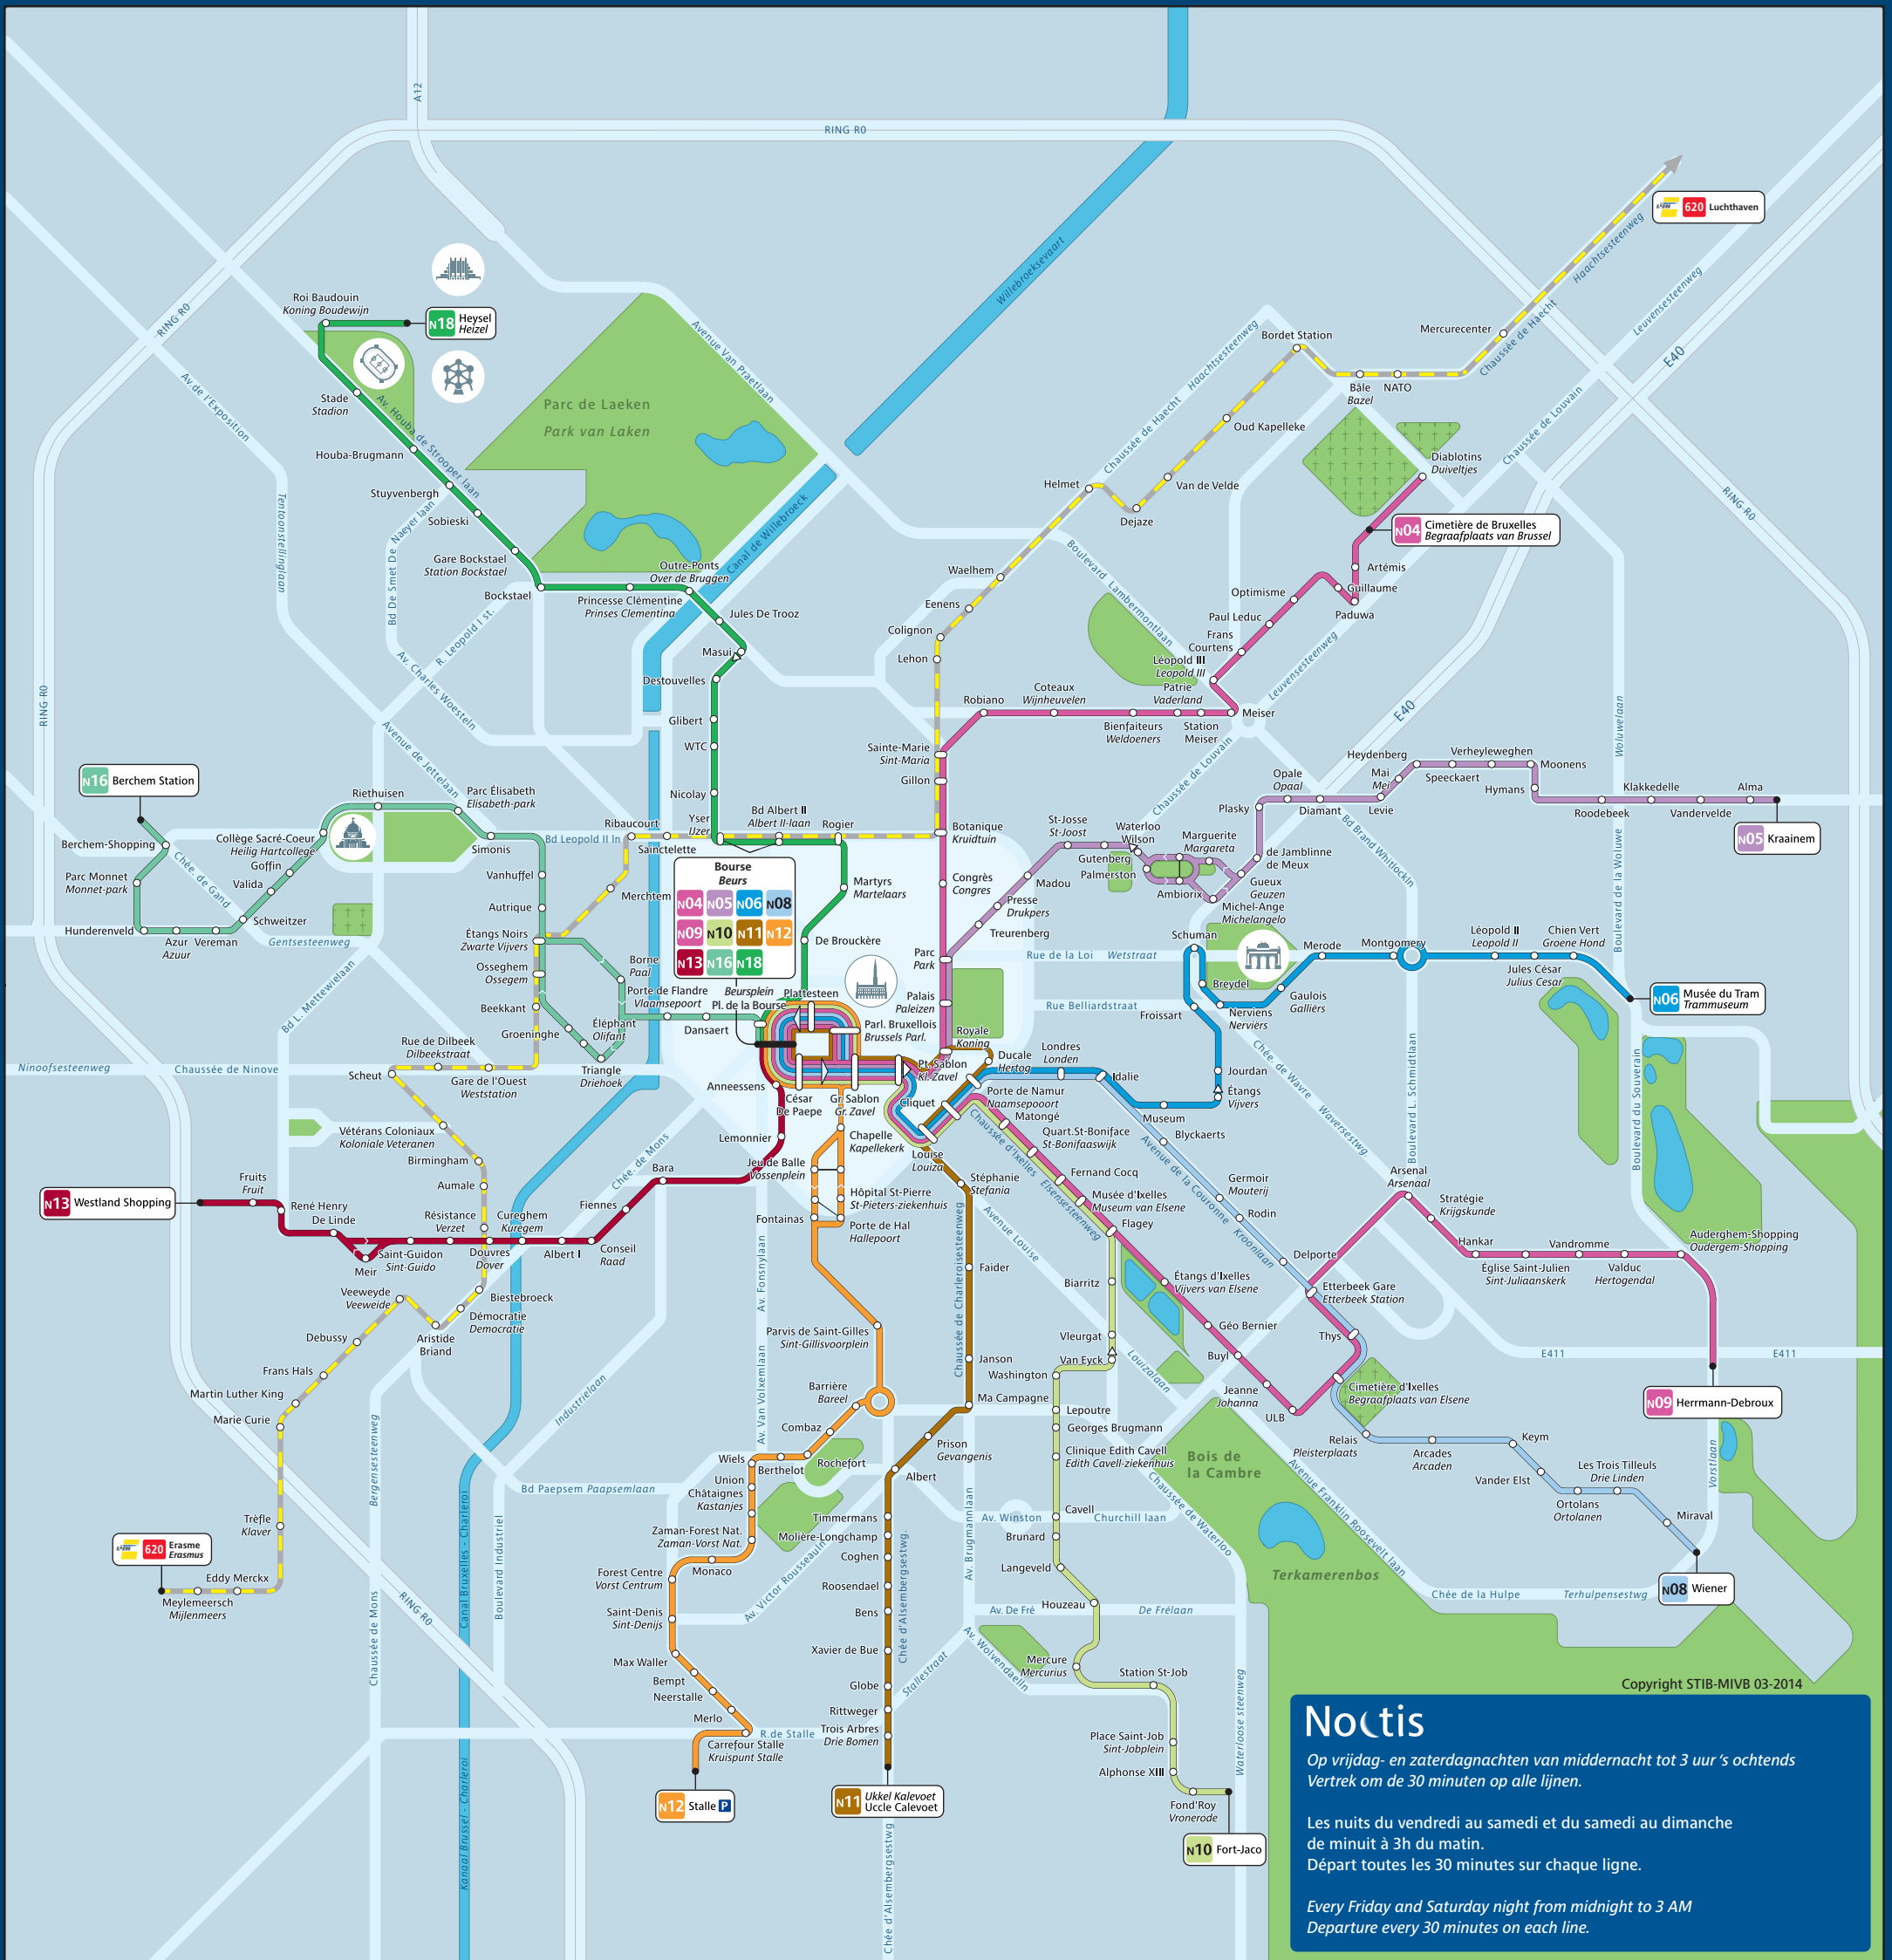 A12
RING R0
RING R0
RING R0
RING R0
RING R0
Willebroeksevaart
620 Luchthaven
Haachtsesteenweg
Leuvensesteenweg
E40
Roi Baudouin
Koning Boudewijn
N18 Heysel
Heizel
Stade
Stadion
Av. Houba de Strooper laan
Houba-Brugmann
Stuyvenbergh
Sobieski
Gare Bockstael
Station Bockstael
Bockstael
Parc de Laeken
Park van Laken
Avenue Van Praetlaan
Av de l'Exposition
Tentoonstellinglaan
Bd De Smet De Naeyer laan
Princesse Clémentine
Prinses Clementina
Outre-Ponts
Over de Bruggen
Canal de Willebroeck
Jules De Trooz
Masui
Destouvelles
Glibert
WTC
Nicolay
Yser
IJzer
Bd Albert II
Albert II-laan
Rogier
Martyrs
Martelaars
De Brouckère
R. Leopold I st.
Av. Charles Woesteln
Avenue de Jettelaan
Mercurecenter
Chaussée de Haecht
Bordet Station
Bâle
Bazel
NATO
Oud Kapelleke
Van de Velde
Dejaze
Helmet
Chaussée de Haecht
Haachtsesteenweg
Waelhem
Eenens
Colignon
Lehon
Boulevard Lambermontlaan
Chaussée de Louvain
Diablotins
Duiveltjes
N04 Cimetière de Bruxelles
Begraafplaats van Brussel
Artémis
Guillaume
Paduwa
Optimisme
Paul Leduc
Frans
Courtens
Léopold III
Leopold III
Leuvensesteenweg
Meiser
Station
Meiser
Patrie
Vaderland
Bienfaiteurs
Weldoeners
Coteaux
Wijnheuvelen
Robiano
Sainte-Marie
Sint-Maria
Gillon
Botanique
Kruidtuin
Congrès
Congres
Parc
Park
Palais
Paleizen
Royale
Koning
E40
Woluwelaan
Chaussée de Louvain
Heydenberg
Verheyleweghen
Moonens
Mai
Mei
Speeckaert
Hymans
Levie
Diamant
Opale
Opaal
Plasky
Klakkedelle
Alma
Roodebeek
Vandervelde
N05 Kraainem
Bd Brand WhitlockIn
Boulevard de la Woluwe
St-Josse
St-Joost
Waterloo
Wilson
Marguerite
Margareta
de Jamblinne
de Meux
Gutenberg
Palmerston
Ambiorix
Gueux
Geuzen
Michel-Ange
Michelangelo
Madou
Presse
Drukpers
Treurenberg
Rue de la Loi Wetstraat
Rue Belliardstraat
Schuman
Breydel
Froissart
Nerviens
Nerviërs
Gaulois
Galliërs
Merode
Montgomery
Léopold II
Leopold II
Jules César
Julius Cesar
Chien Vert
Groene Hond
N06 Musée du Tram
Trammuseum
Jourdan
Étangs
Vijvers
Museum
Idalie
Londres
Londen
Ducale
Hertog
N16 Berchem Station
Berchem-Shopping
Parc Monnet
Monnet-park
Hunderenveld
Azur
Azuur
Vereman
Schweitzer
Valida
Goffin
Collège Sacré-Coeur
Heilig Hartcollege
Riethuisen
Parc Élisabeth
Elisabeth-park
Simonis
Chée. de Gand
Gentsesteenweg
Bd L. Mettewielaan
Vanhuffel
Autrique
Étangs Noirs
Zwarte Vijvers
Osseghem
Ossegem
Beekkant
Groeninghe
Triangle
Driehoek
Éléphant
Olifant
Borne
Paal
Porte de Flandre
Vlaamsepoort
Dansaert
Ribaucourt
Bd Leopold II ln
Sainctelette
Merchtem
Bourse
Beurs
N04 N05 N06 N08
N09 N10 N11 N12
N13 N16 N18
Beursplein
Pl. de la Bourse
Plattesteen
Parl. Bruxellois
Brussels Parl.
Pt. Sablon
Kl. Zavel
Gr. Sablon
Gr. Zavel
César
De Paepe
Anneessens
Lemonnier
Cliquet
Louise
Louiza
Porte de Namur
Naamsepoort
Matongé
Quart.St-Boniface
St-Bonifaaswijk
Fernand Cocq
Musée d'Ixelles
Museum van Elsene
Flagey
Chaussée d'Ixelles
Elsensesteenweg
Blyckaerts
Germoir
Mouterij
Rodin
Avenue de la Couronne
Kroonlaan
Delporte
Chée. de Wavre
Waversestwg.
Boulevard L. Schmidtlaan
Boulevard du Souverain
Arsenal
Arsenaal
Stratégie
Krijgskunde
Hankar
Église Saint-Julien
Sint-Juliaanskerk
Vandromme
Valduc
Hertogendal
Auderghem-Shopping
Oudergem-Shopping
E411
E411
N09 Herrmann-Debroux
Vorstlaan
Etterbeek Gare
Etterbeek Station
Thys
Cimetière d'Ixelles
Begraafplaats van Elsene
Étangs d'Ixelles
Vijvers van Elsene
Géo Bernier
Buyl
Jeanne
Johanna
ULB
Relais
Pleisterplaats
Arcades
Arcaden
Keym
Vander Elst
Les Trois Tilleuls
Drie Linden
Ortolans
Ortolanen
Miraval
N08 Wiener
Chée de la Hulpe
Terhulpensestwg
Avenue Franklin Roosevelt laan
Bois de
la Cambre
Terkamerenbos
Ninoofsesteenweg
Chaussée de Ninove
Rue de Dilbeek
Dilbeekstraat
Gare de l'Ouest
Weststation
Scheut
Vétérans Coloniaux
Koloniale Veteranen
Birmingham
Aumale
Résistance
Verzet
Cureghem
Kuregem
Douvres
Dover
Albert I
Conseil
Raad
Fiennes
Bara
Chée. de Mons
N13 Westland Shopping
Fruits
Fruit
René Henry
De Linde
Meir
Saint-Guidon
Sint-Guido
Veeweyde
Veeweide
Biestebroeck
Démocratie
Democratie
Aristide
Briand
Debussy
Frans Hals
Martin Luther King
Marie Curie
Trèfle
Klaver
620 Erasme
Erasmus
Eddy Merckx
Meylemeersch
Mijlenmeers
Bergensesteenweg
Chaussée de Mons
Canal Bruxelles - Charleroi
Kanaal Brussel - Charleroi
Boulevard Industriel
Industrielaan
Bd Paepsem Paapsemlaan
Chapelle
Kapellekerk
Jeu de Balle
Vossenplein
Hôpital St-Pierre
St-Pieters-ziekenhuis
Fontainas
Porte de Hal
Hallepoort
Av. Fonsnylaan
Av. Van Volxemlaan
Parvis de Saint-Gilles
Sint-Gillisvoorplein
Barrière
Bareel
Combaz
Rochefort
Berthelot
Wiels
Union
Châtaignes
Kastanjes
Zaman-Forest Nat.
Zaman-Vorst Nat.
Monaco
Forest Centre
Vorst Centrum
Saint-Denis
Sint-Denijs
Max Waller
Bempt
Neerstalle
Merlo
R.de Stalle
Carrefour Stalle
Kruispunt Stalle
N12 Stalle P
Stéphanie
Stefania
Avenue Louise
Louizalaan
Chaussée de Charleroisesteenweg
Faider
Janson
Ma Campagne
Prison
Gevangenis
Albert
Timmermans
Molière-Longchamp
Coghen
Roosendael
Bens
Xavier de Bue
Globe
Rittweger
Trois Arbres
Drie Bomen
N11 Ukkel Kalevoet
Uccle Calevoet
Av. Victor Rousseauln
Chée d'Alsembergsestwg.
Chée d'Alsembergsestwg
Stallestraat
Av. Brugmannlaan
Biarritz
Vleurgat
Van Eyck
Washington
Lepoutre
Georges Brugmann
Clinique Edith Cavell
Edith Cavell-ziekenhuis
Cavell
Av. Winston Churchill laan
Brunard
Langeveld
Houzeau
Av. De Fré De Frélaan
Av. Wolvendaelln
Mercure
Mercurius
Station St-Job
Place Saint-Job
Sint-Jobplein
Alphonse XIII
Fond'Roy
Vronerode
N10 Fort-Jaco
Chaussée de Waterloo
Waterloose steenweg
Copyright STIB-MIVB 03-2014
Noctis
Op vrijdag- en zaterdagnachten van middernacht tot 3 uur 's ochtends
Vertrek om de 30 minuten op alle lijnen.
Les nuits du vendredi au samedi et du samedi au dimanche
de minuit à 3h du matin.
Départ toutes les 30 minutes sur chaque ligne.
Every Friday and Saturday night from midnight to 3 AM
Departure every 30 minutes on each line.